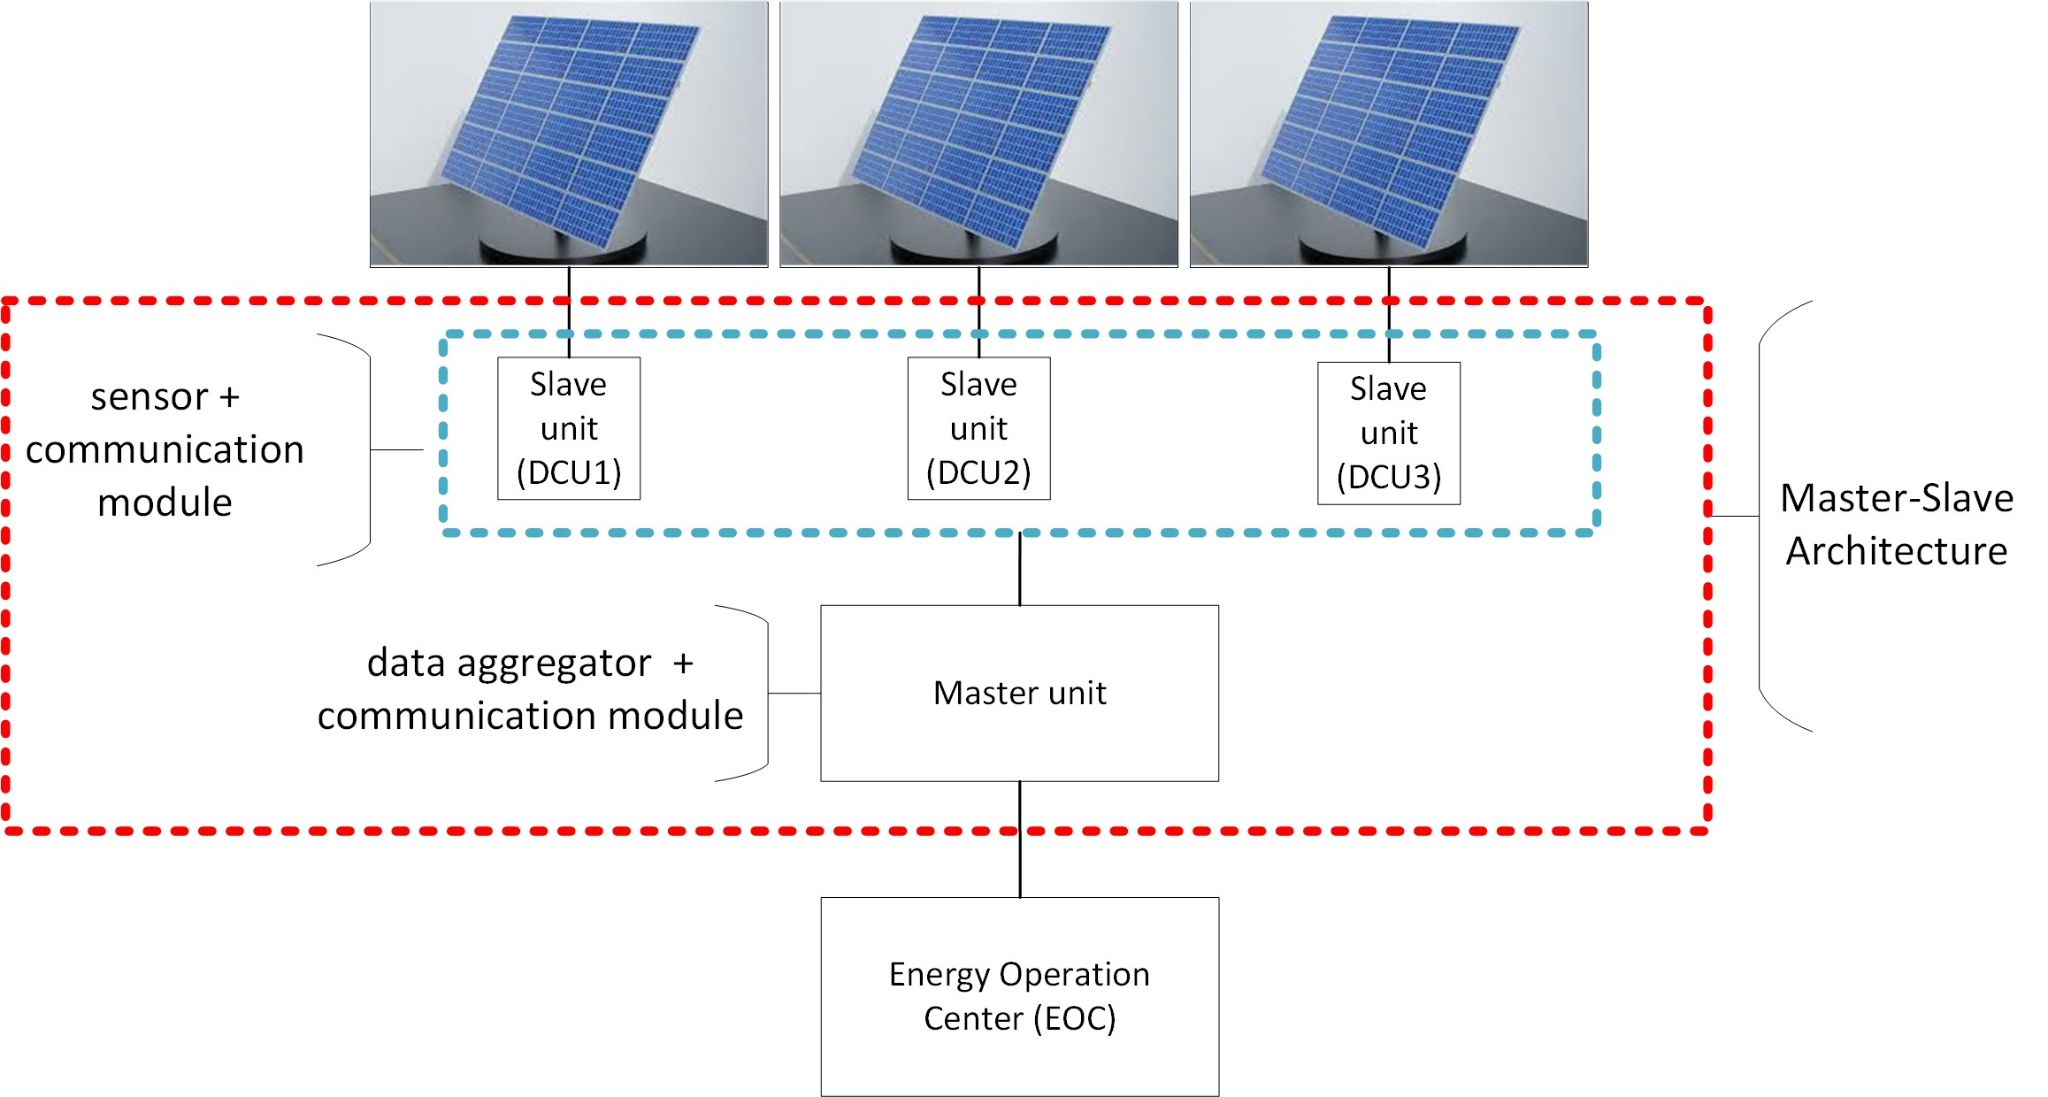 Slave
unit
(DCU1)
Slave
unit
(DCU2)
Slave
unit
(DCU3)
sensor +
communication
module
Master-Slave
Architecture
data aggregator +
communication module
Master unit
Energy Operation
Center (EOC)